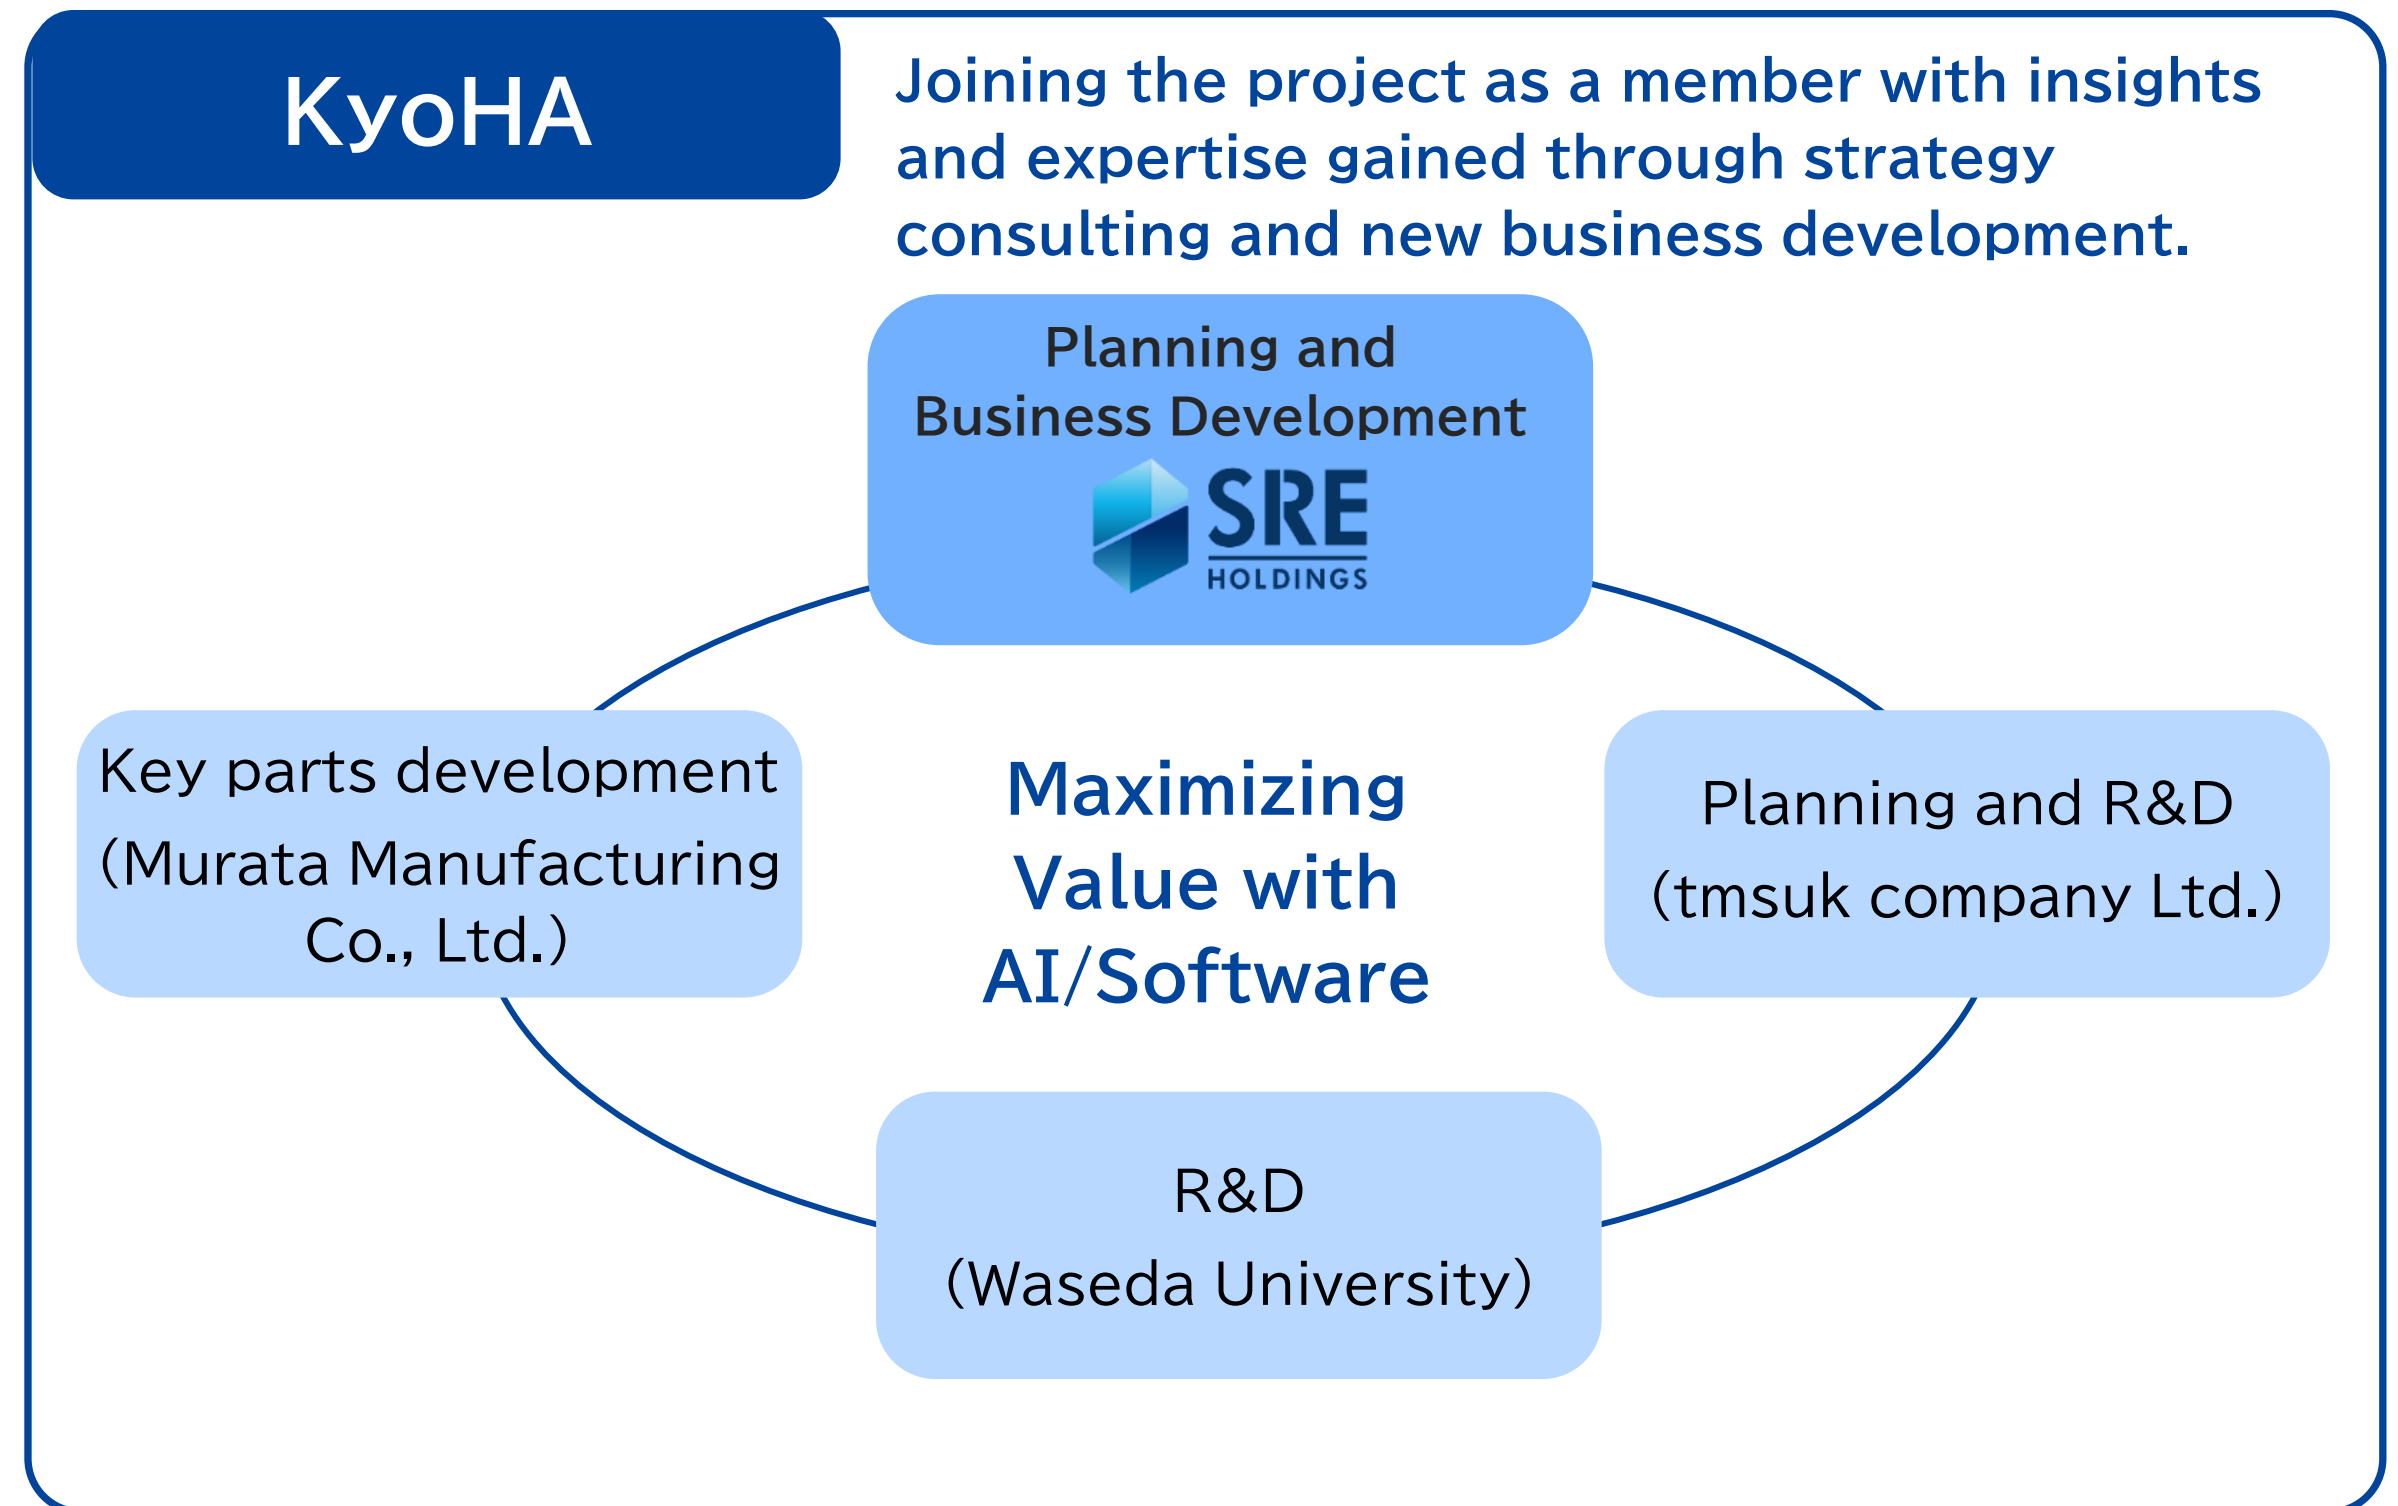 KyoHA
Joining the project as a member with insights
and expertise gained through strategy
consulting and new business development.
Planning and
Business Development
SRE
HOLDINGS
Key parts development
(Murata Manufacturing
Co., Ltd.)
Maximizing
Value with
AI/Software
Planning and R&D
(tmsuk company Ltd.)
R&D
(Waseda University)